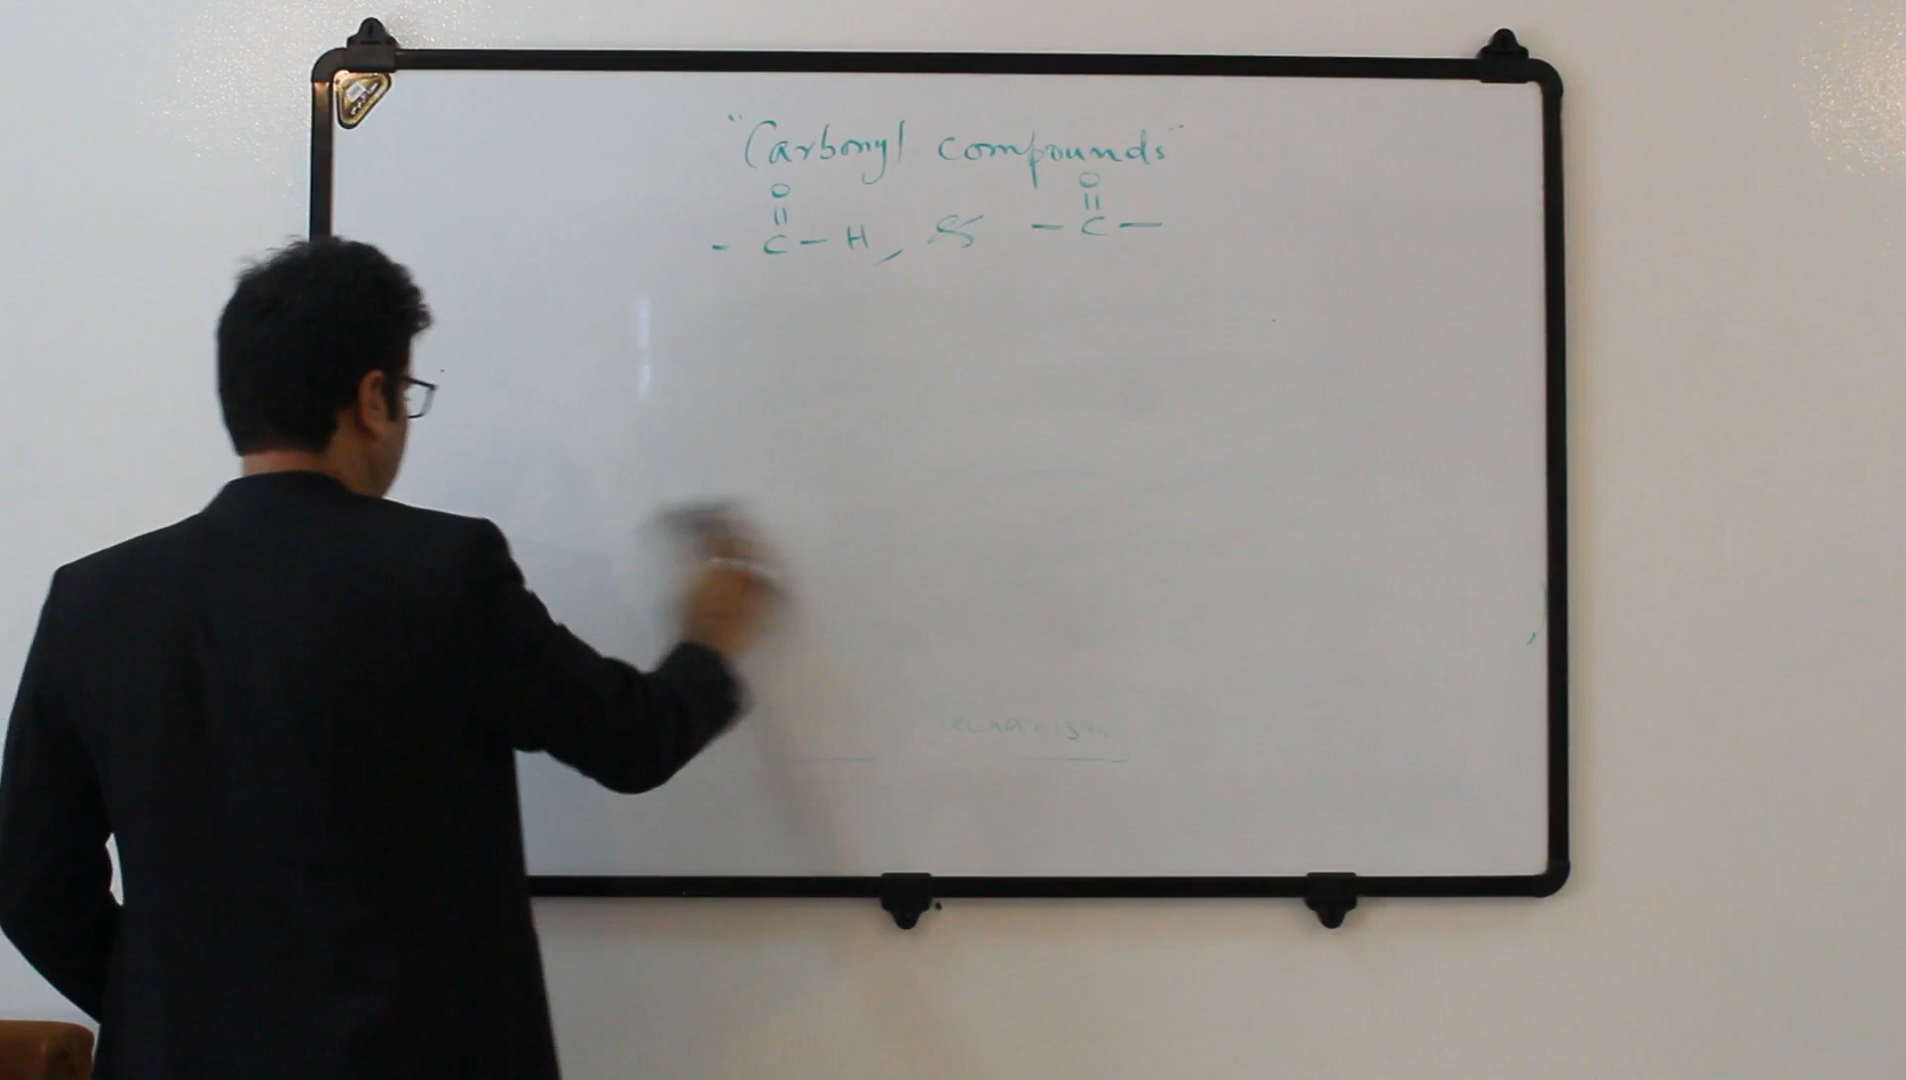 "Carbonyl compounds"
O O
|| ||
- C - H, & - C -